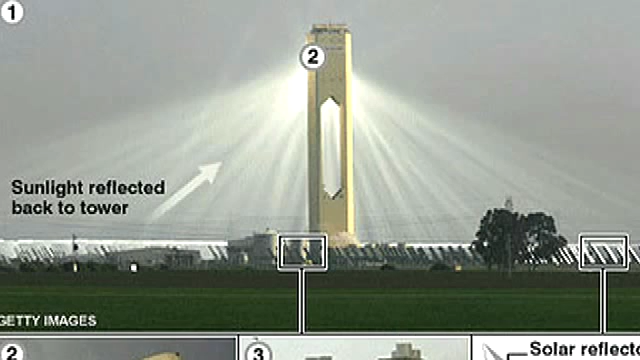 1
2
Sunlight reflected
back to tower
GETTY IMAGES
2
3
Solar reflecto